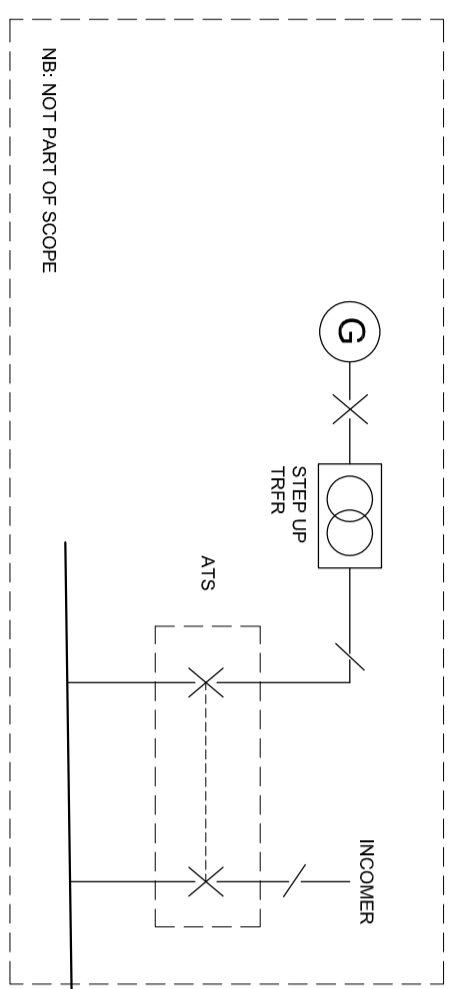 NB: NOT PART OF SCOPE
G
STEP UP
TRFR
ATS
INCOMER